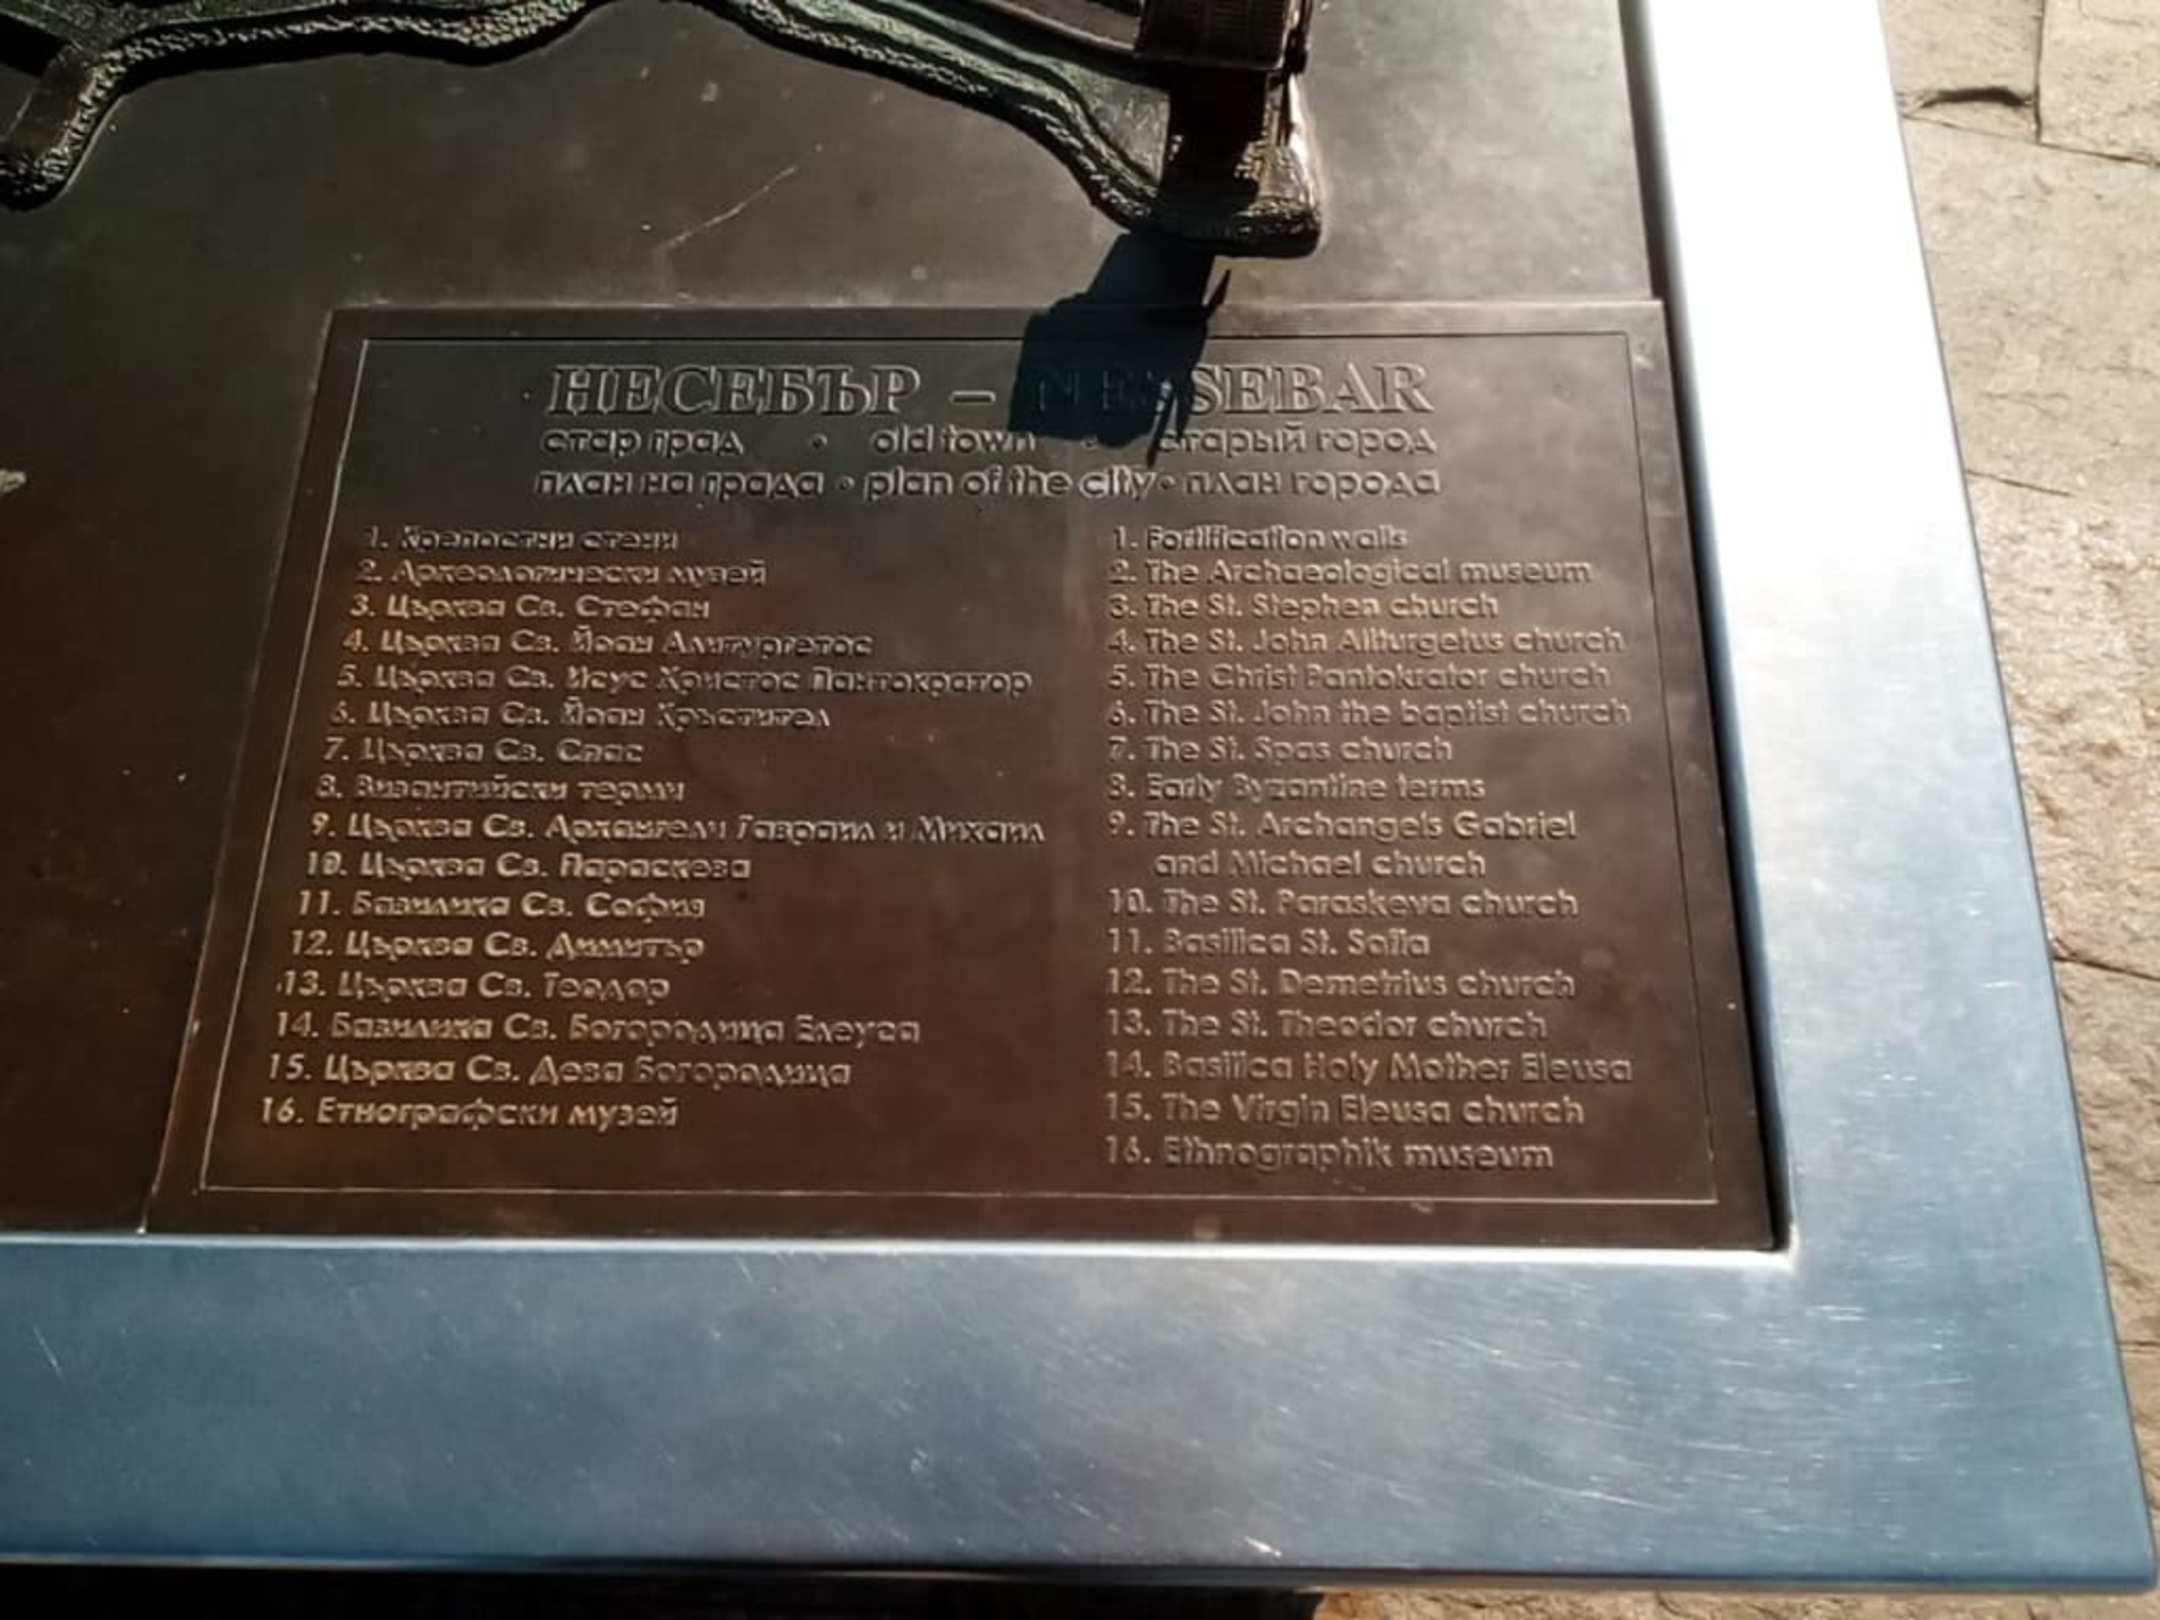 НЕСЕБЪР – NESSEBAR
стар град • old town • старый город
план на града • plan of the city • план города
1. Крепостни стени
2. Археологически музей
3. Църква Св. Стефан
4. Църква Св. Йоан Алитургетос
5. Църква Св. Исус Христос Пантократор
6. Църква Св. Йоан Кръстител
7. Църква Св. Спас
8. Византийски терми
9. Църква Св. Архангели Гавраил и Михаил
10. Църква Св. Параскева
11. Базилика Св. София
12. Църква Св. Димитър
13. Църква Св. Теодор
14. Базилика Св. Богородица Елеуса
15. Църква Св. Дева Богородица
16. Етнографски музей
1. Fortification walls
2. The Archaeological museum
3. The St. Stephen church
4. The St. John Aliturgetus church
5. The Christ Pantokrator church
6. The St. John the baptist church
7. The St. Spas church
8. Early Byzantine terms
9. The St. Archangels Gabriel
and Michael church
10. The St. Paraskeva church
11. Basilica St. Sofia
12. The St. Demetrius church
13. The St. Theodor church
14. Basilica Holy Mother Eleusa
15. The Virgin Eleusa church
16. Ethnographik museum